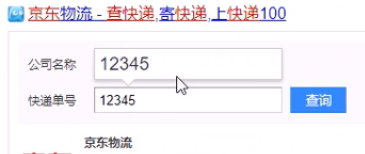 京东物流 - 查快递,寄快递,上快递100
公司名称 12345
快递单号 12345 查询
京东物流